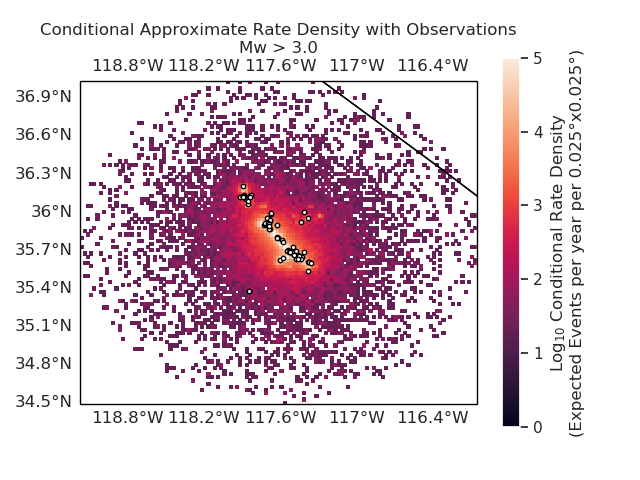 Conditional Approximate Rate Density with Observations
Mw > 3.0
118.8°W 118.2°W 117.6°W 117°W 116.4°W
36.9°N
36.6°N
36.3°N
36°N
35.7°N
35.4°N
35.1°N
34.8°N
34.5°N
118.8°W 118.2°W 117.6°W 117°W 116.4°W
5
4
3
2
1
0
Log₁₀ Conditional Rate Density
(Expected Events per year per 0.025°x0.025°)